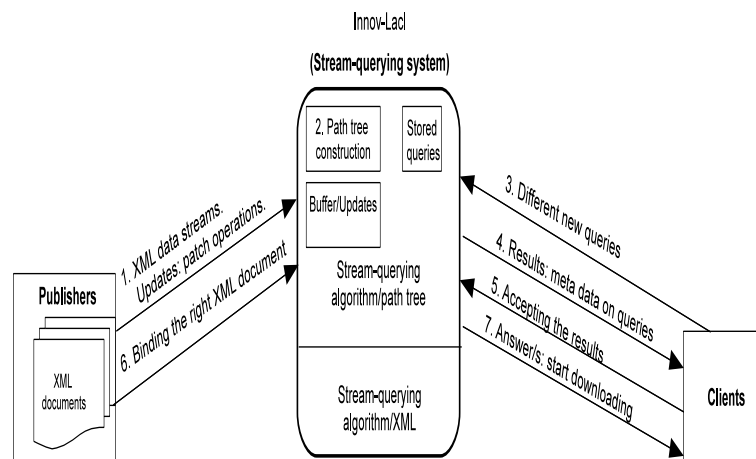 Innov-Lacl
(Stream-querying system)
2, Path tree
construction
Stored
queries
Buffer/Updates
Stream-querying
algorithm/path tree
Stream-querying
algorithm/XML
1. XML data streams.
Updates: patch operations.
6. Binding the right XML document
Publishers
XML
documents
3. Different new queries
4. Results: meta data on queries
5. Accepting the results
7. Answer/s: start downloading
Clients